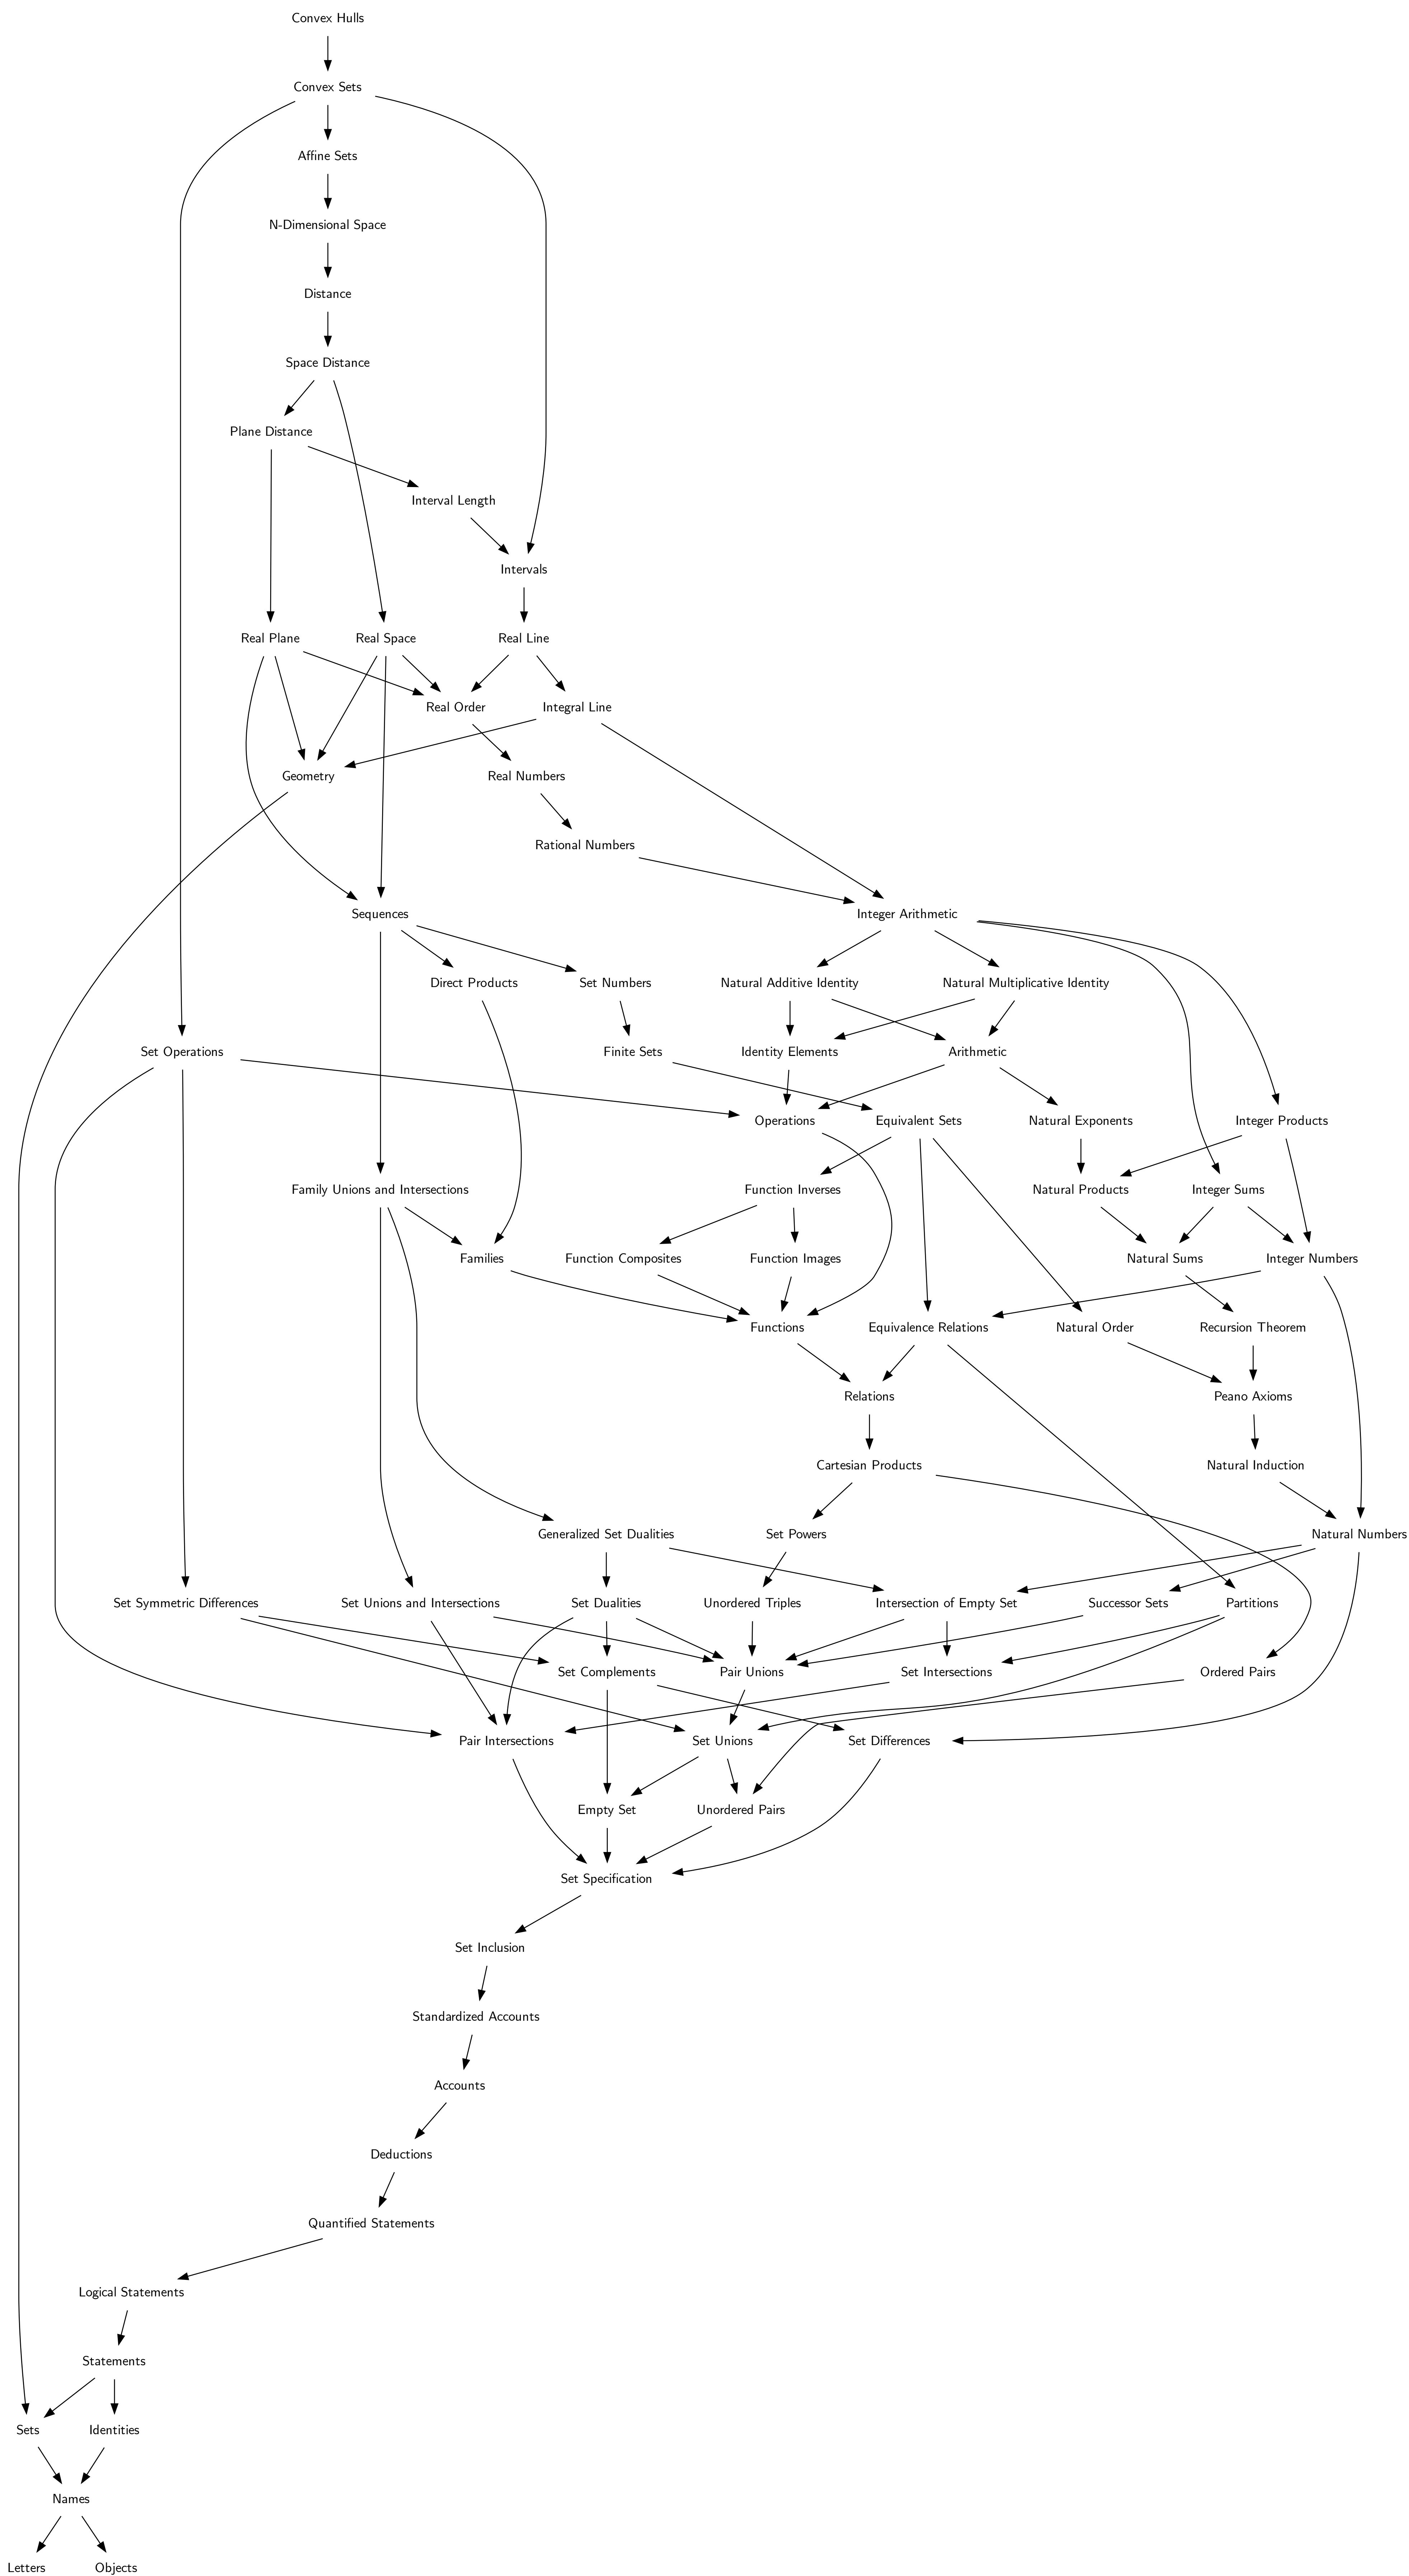 Convex Hulls
Convex Sets
Affine Sets
N-Dimensional Space
Distance
Space Distance
Plane Distance
Interval Length
Intervals
Real Plane
Real Space
Real Line
Real Order
Integral Line
Geometry
Real Numbers
Rational Numbers
Sequences
Integer Arithmetic
Direct Products
Set Numbers
Natural Additive Identity
Natural Multiplicative Identity
Set Operations
Finite Sets
Identity Elements
Arithmetic
Operations
Equivalent Sets
Natural Exponents
Integer Products
Family Unions and Intersections
Function Inverses
Natural Products
Integer Sums
Families
Function Composites
Function Images
Natural Sums
Integer Numbers
Functions
Equivalence Relations
Natural Order
Recursion Theorem
Relations
Peano Axioms
Cartesian Products
Natural Induction
Generalized Set Dualities
Set Powers
Natural Numbers
Set Symmetric Differences
Set Unions and Intersections
Set Dualities
Unordered Triples
Intersection of Empty Set
Successor Sets
Partitions
Set Complements
Pair Unions
Set Intersections
Ordered Pairs
Pair Intersections
Set Unions
Set Differences
Empty Set
Unordered Pairs
Set Specification
Set Inclusion
Standardized Accounts
Accounts
Deductions
Quantified Statements
Logical Statements
Statements
Sets
Identities
Names
Letters
Objects